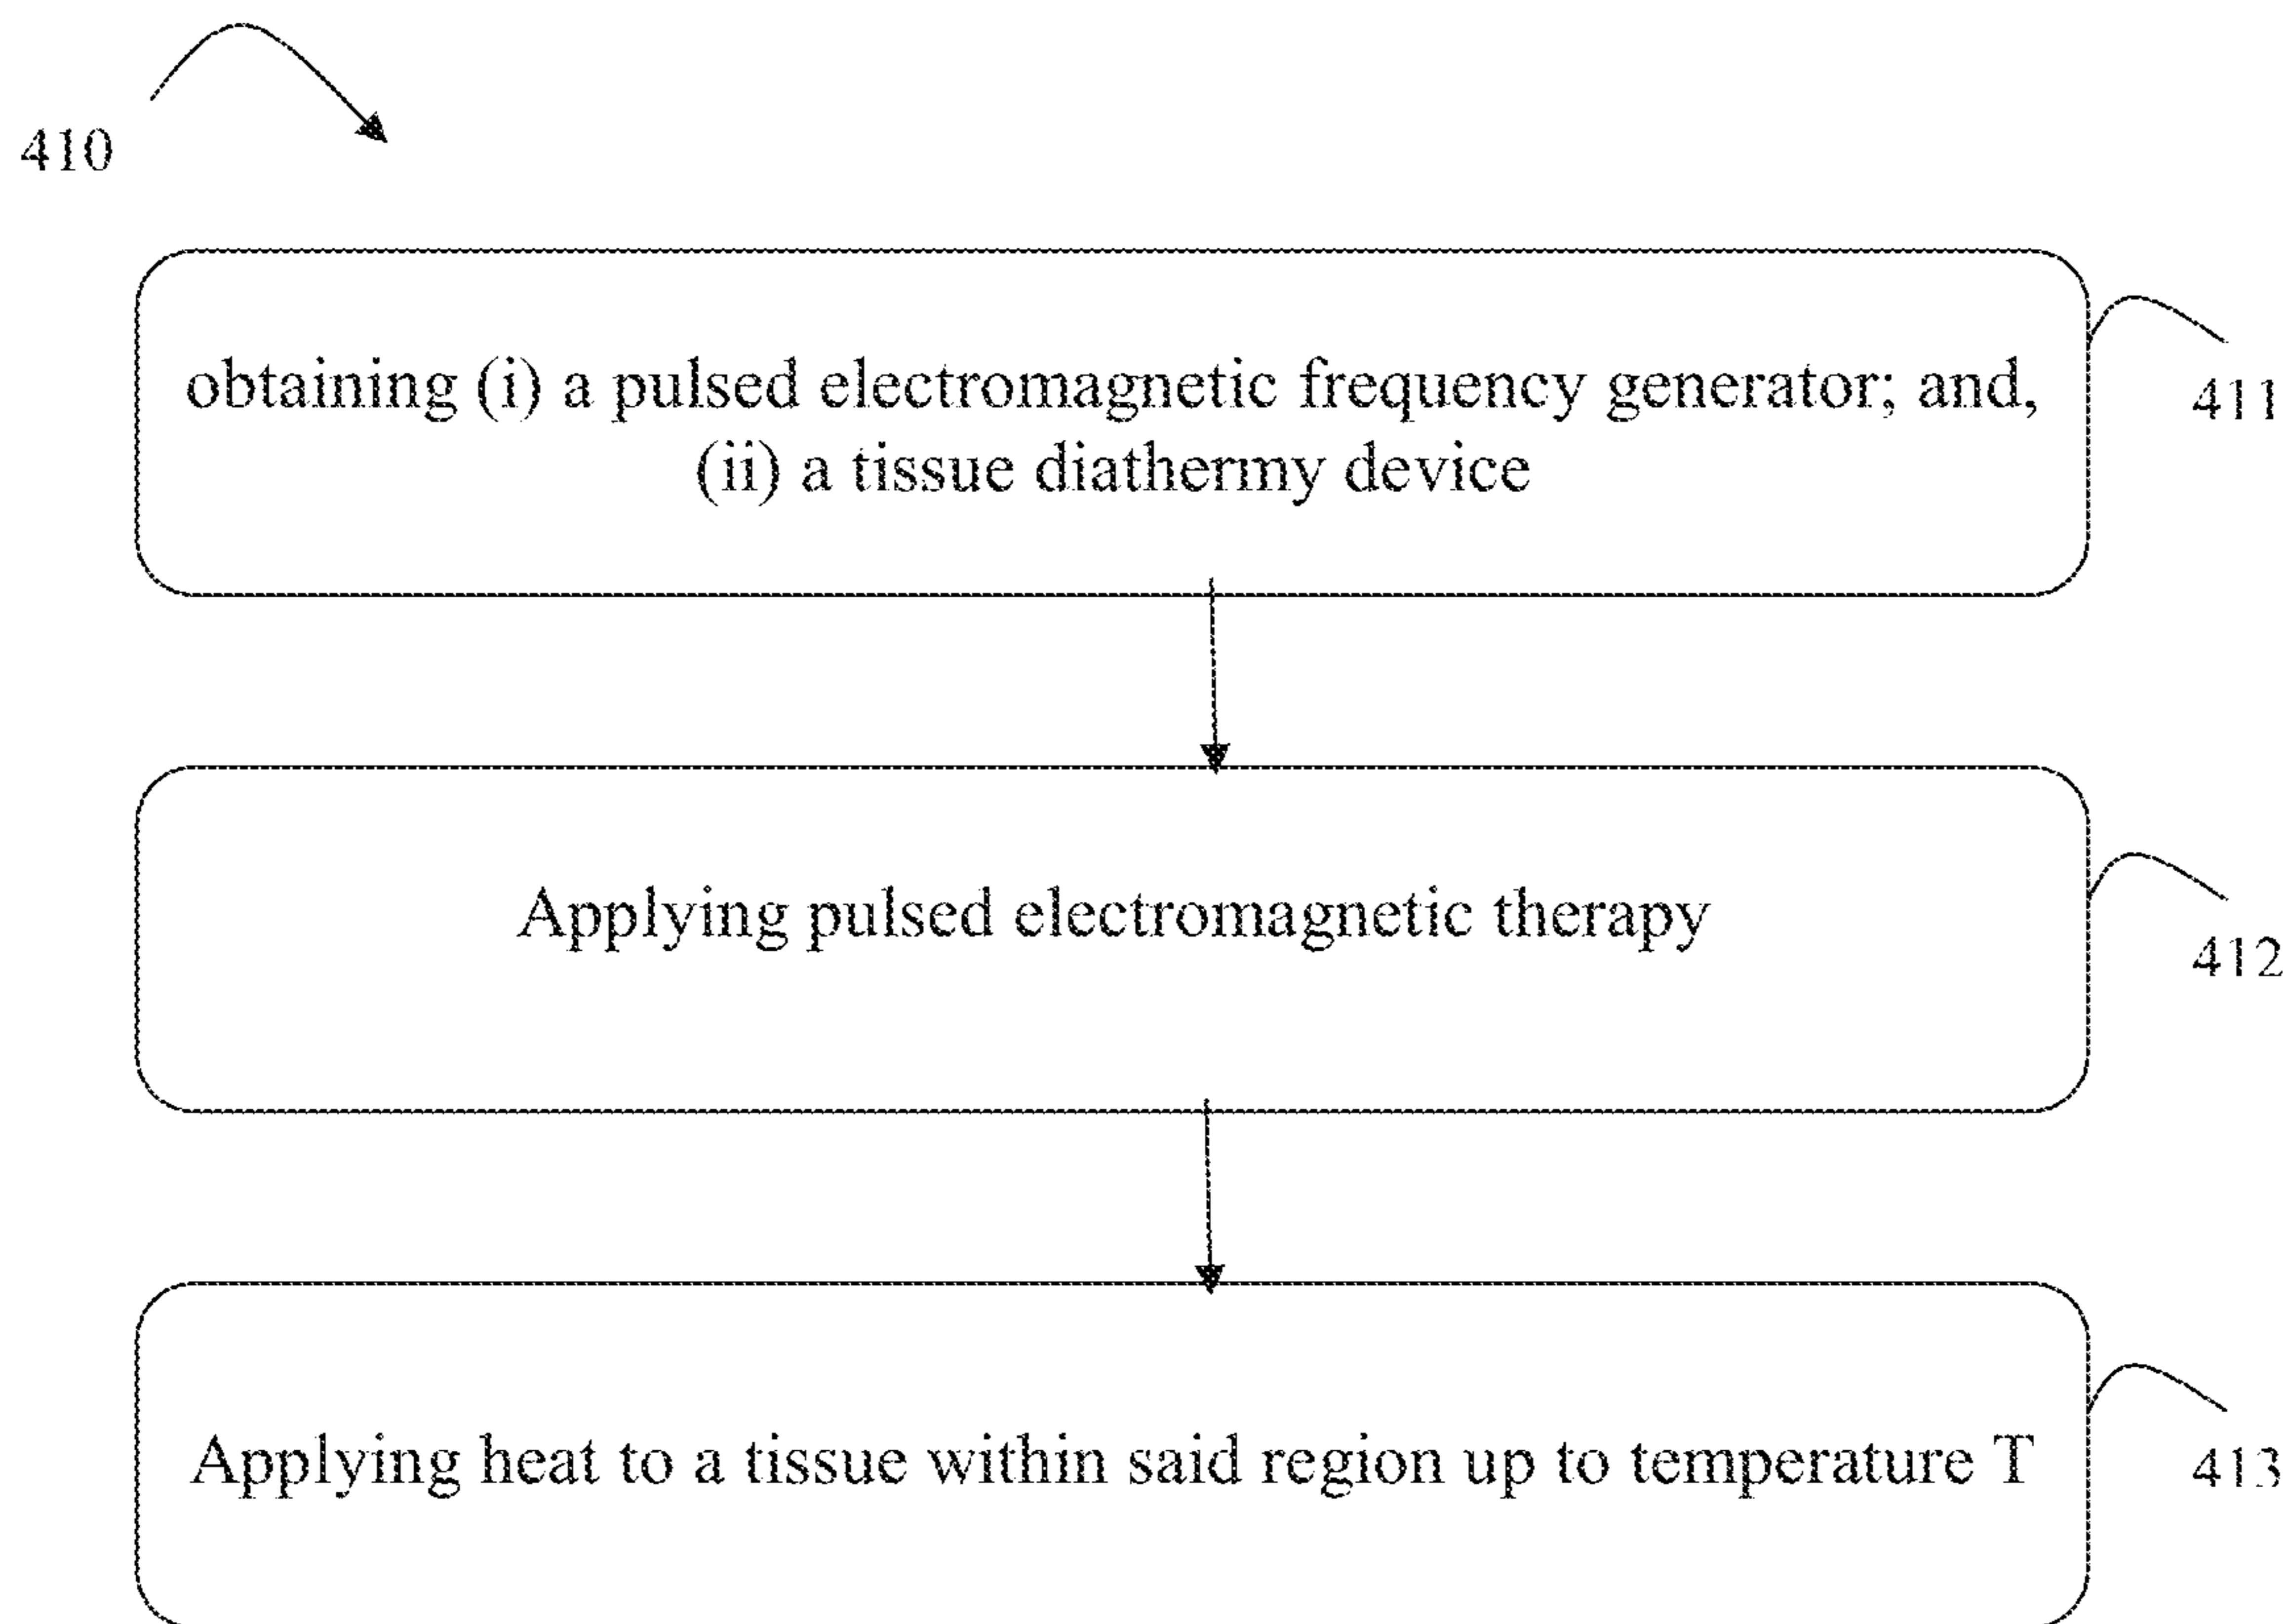 410
obtaining (i) a pulsed electromagnetic frequency generator; and,
(ii) a tissue diathermy device
411
Applying pulsed electromagnetic therapy
412
Applying heat to a tissue within said region up to temperature T
413